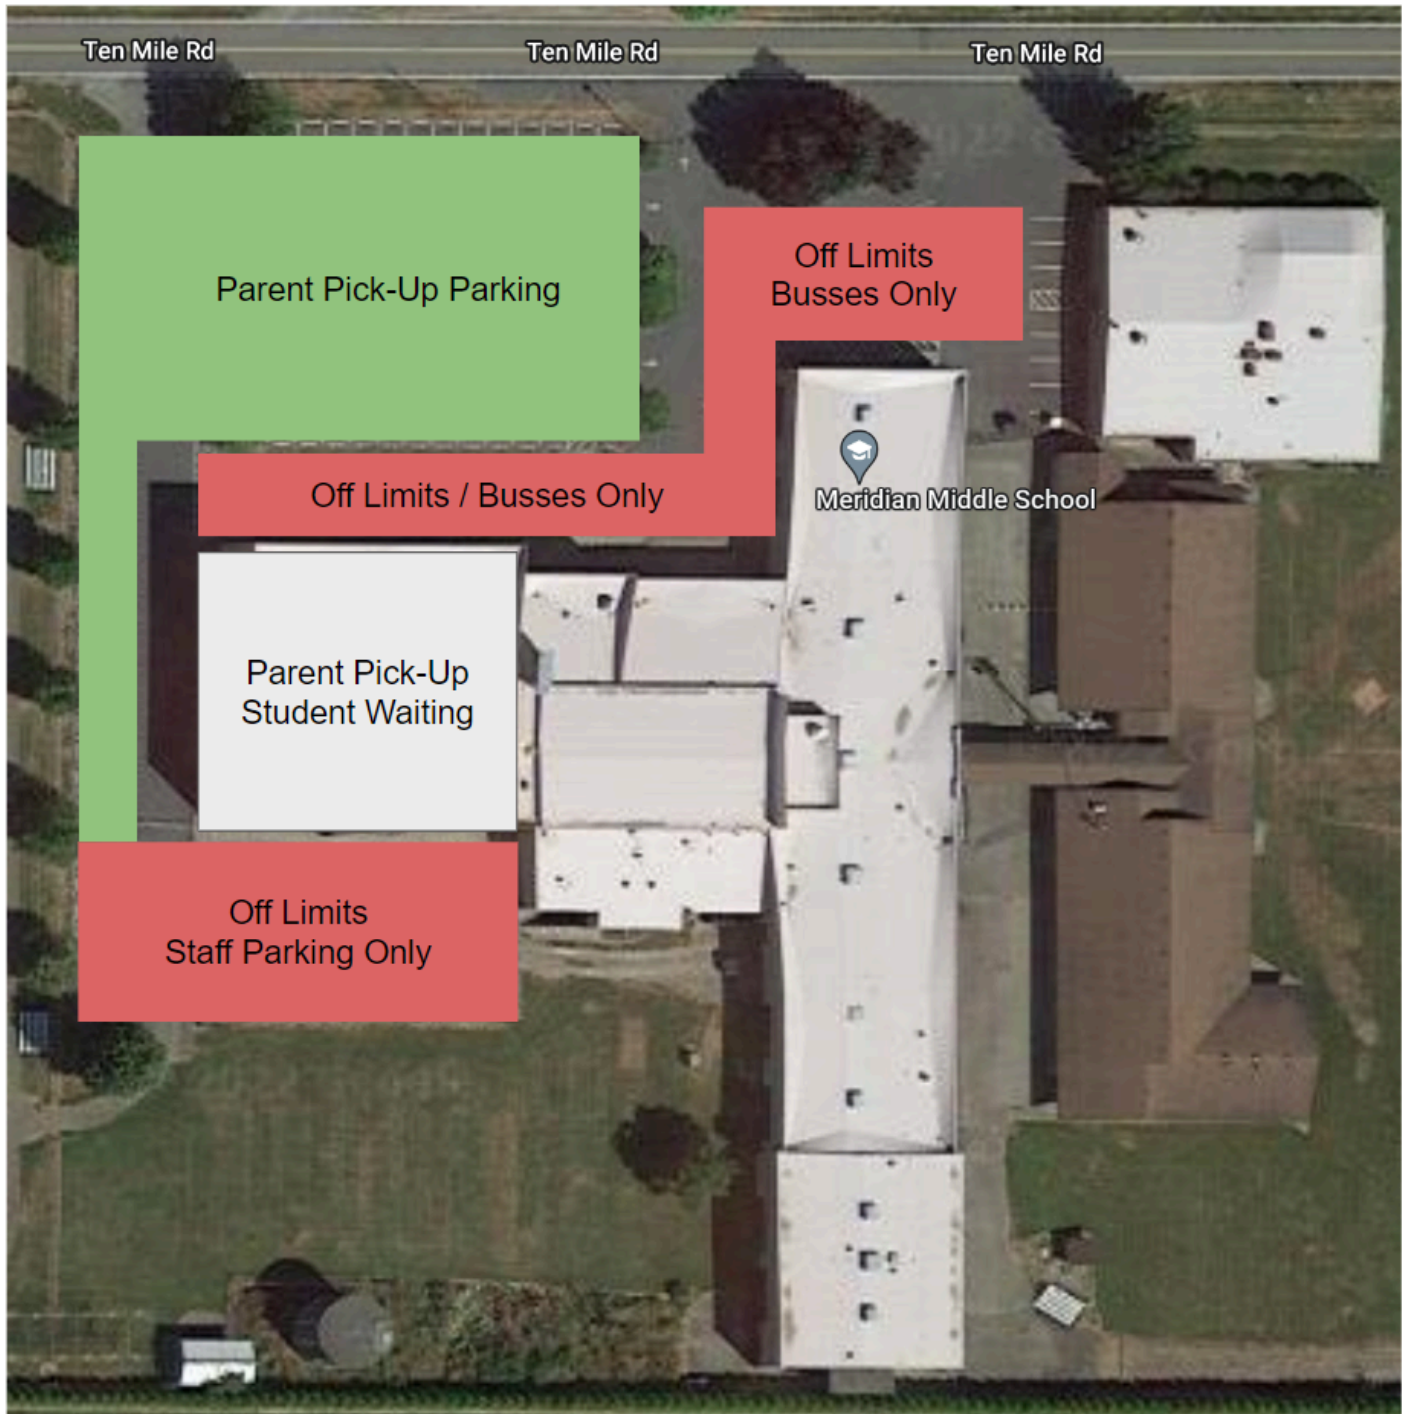 Ten Mile Rd
Ten Mile Rd
Ten Mile Rd
Parent Pick-Up Parking
Off Limits
Busses Only
Off Limits / Busses Only
Meridian Middle School
Parent Pick-Up
Student Waiting
Off Limits
Staff Parking Only